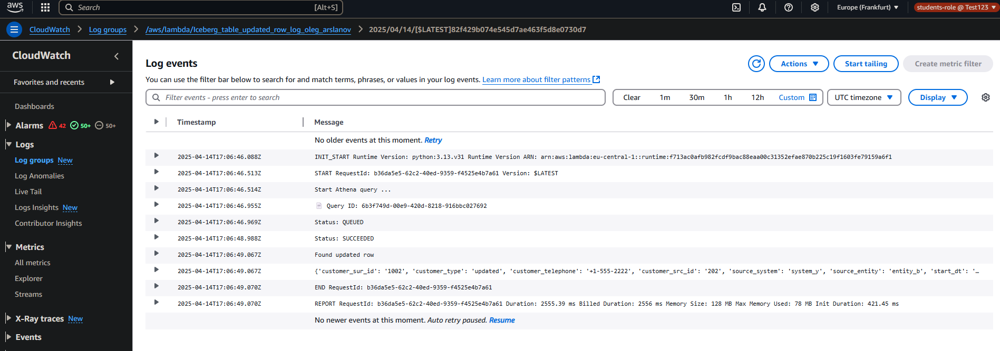 aws
Search [Alt+S] Europe (Frankfurt) students-role @ Test123
CloudWatch Log groups /aws/lambda/Iceberg_table_updated_row_log_oleg_arslanov 2025/04/14/[$LATEST]82f429b074e545d7ae463f5d8e0730d7
CloudWatch
Favorites and recents
Dashboards
Alarms 42 50+ 50+
Logs
Log groups New
Log Anomalies
Live Tail
Logs Insights New
Contributor Insights
Metrics
All metrics
Explorer
Streams
X-Ray traces New
Events
Log events
Actions Start tailing Create metric filter
You can use the filter bar below to search for and match terms, phrases, or values in your log events. Learn more about filter patterns
Filter events - press enter to search Clear 1m 30m 1h 12h Custom UTC timezone Display
Timestamp Message
No older events at this moment. Retry
2025-04-14T17:06:46.088Z INIT_START Runtime Version: python:3.13.v31 Runtime Version ARN: arn:aws:lambda:eu-central-1::runtime:f713ac0afb982fcdf9bac88eaa00c31352efae870b225c19f1603fe79159a6f1
2025-04-14T17:06:46.513Z START RequestId: b36da5e5-62c2-40ed-9359-f4525e4b7a61 Version: $LATEST
2025-04-14T17:06:46.514Z Start Athena query ...
2025-04-14T17:06:46.955Z Query ID: 6b3f749d-00e9-420d-8218-916bbc027692
2025-04-14T17:06:46.969Z Status: QUEUED
2025-04-14T17:06:48.988Z Status: SUCCEEDED
2025-04-14T17:06:49.067Z Found updated row
2025-04-14T17:06:49.067Z {'customer_sur_id': '1002', 'customer_type': 'updated', 'customer_telephone': '+1-555-2222', 'customer_src_id': '202', 'source_system': 'system_y', 'source_entity': 'entity_b', 'start_dt': '…
2025-04-14T17:06:49.070Z END RequestId: b36da5e5-62c2-40ed-9359-f4525e4b7a61
2025-04-14T17:06:49.070Z REPORT RequestId: b36da5e5-62c2-40ed-9359-f4525e4b7a61 Duration: 2555.39 ms Billed Duration: 2556 ms Memory Size: 128 MB Max Memory Used: 78 MB Init Duration: 421.45 ms
No newer events at this moment. Auto retry paused. Resume